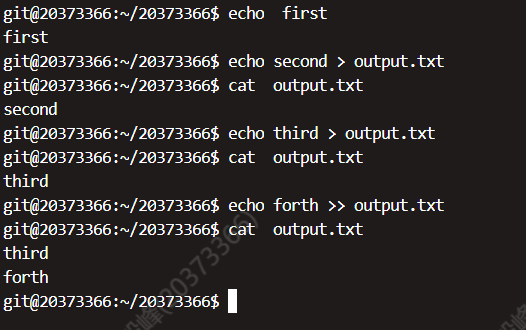 git@20373366:~/20373366$ echo  first
first
git@20373366:~/20373366$ echo second > output.txt
git@20373366:~/20373366$ cat  output.txt
second
git@20373366:~/20373366$ echo third > output.txt
git@20373366:~/20373366$ cat  output.txt
third
git@20373366:~/20373366$ echo forth >> output.txt
git@20373366:~/20373366$ cat  output.txt
third
forth
git@20373366:~/20373366$
(20373366)